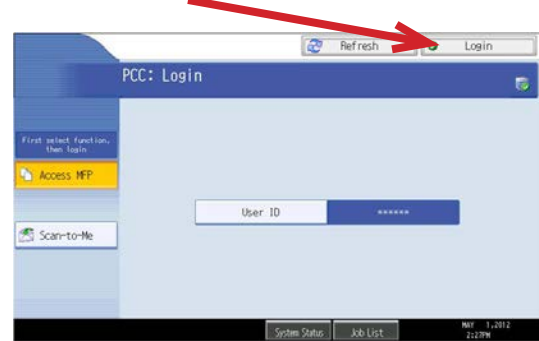 Refresh
Login
PCC: Login
First select function,
then login
Access MFP
User ID
******
Scan-to-Me
System Status
Job List
MAY 1,2012
2:27PM